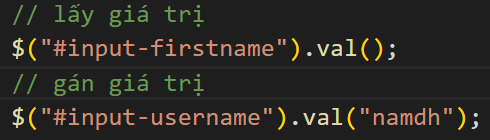 // lấy giá trị
$("#input-firstname").val();
// gán giá trị
$("#input-username").val("namdh");